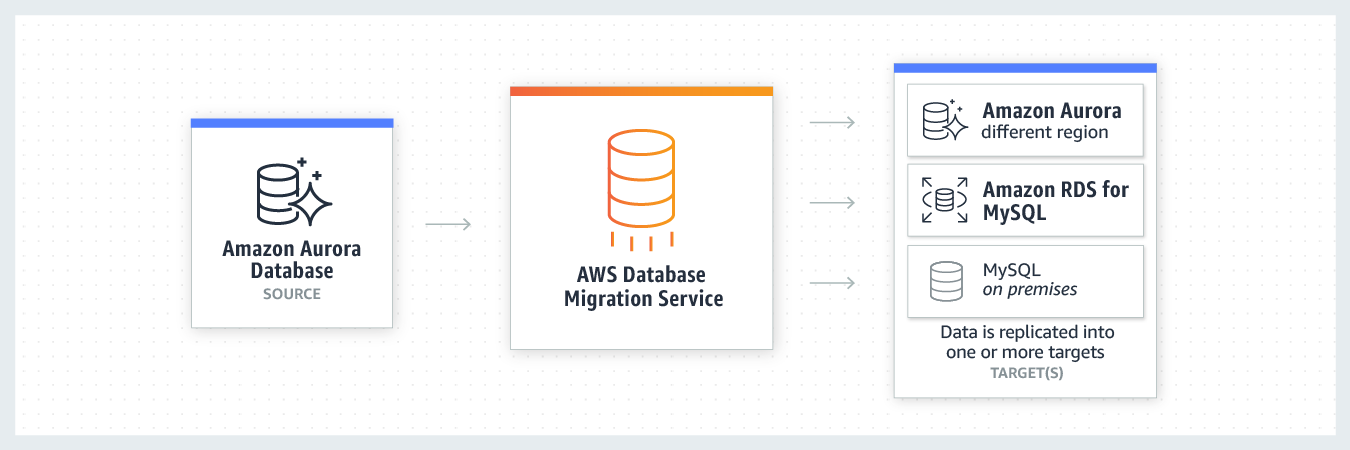 Amazon Aurora
Database
SOURCE
AWS Database
Migration Service
Amazon Aurora
different region
Amazon RDS for
MySQL
MySQL
on premises
Data is replicated into
one or more targets
TARGET(S)